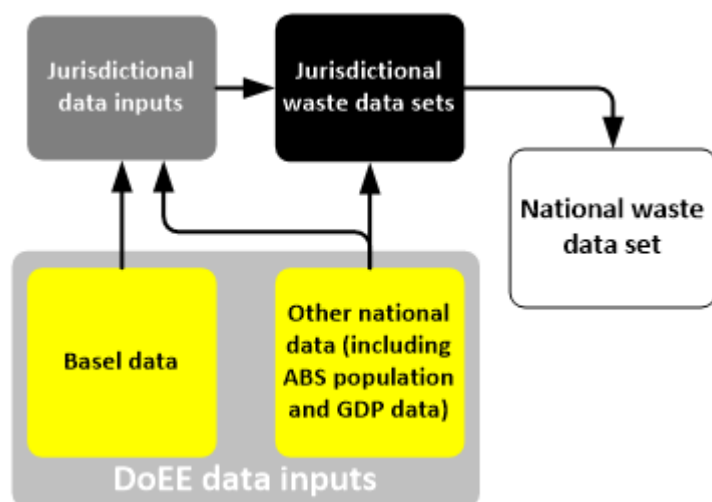 Jurisdictional
data inputs
Jurisdictional
waste data sets
National waste
data set
Basel data
Other national
data (including
ABS population
and GDP data)
DoEE data inputs